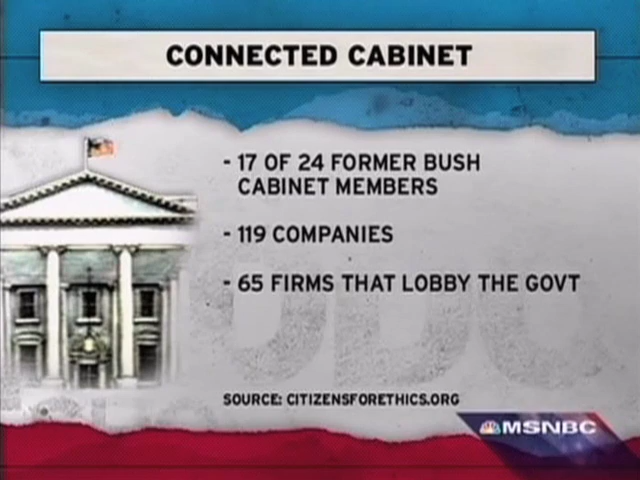 CONNECTED CABINET
- 17 OF 24 FORMER BUSH
CABINET MEMBERS
- 119 COMPANIES
- 65 FIRMS THAT LOBBY THE GOVT
SOURCE: CITIZENSFORETHICS.ORG
MSNBC